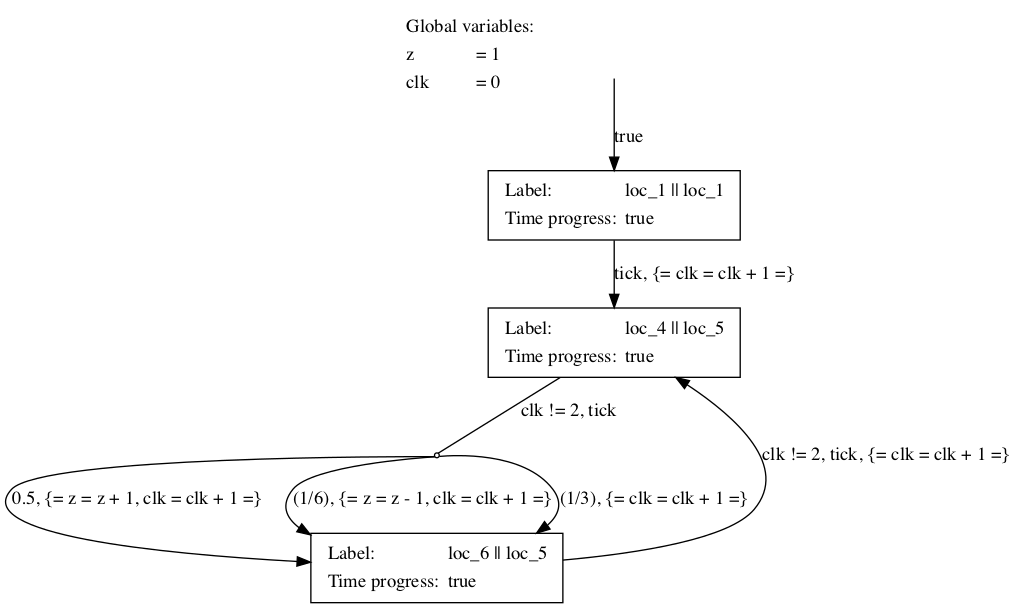 Global variables:
z = 1
clk = 0
true
Label: loc_1 || loc_1
Time progress: true
tick, {= clk = clk + 1 =}
Label: loc_4 || loc_5
Time progress: true
clk != 2, tick
clk != 2, tick, {= clk = clk + 1 =}
0.5, {= z = z + 1, clk = clk + 1 =}
(1/6), {= z = z - 1, clk = clk + 1 =}
(1/3), {= clk = clk + 1 =}
Label: loc_6 || loc_5
Time progress: true